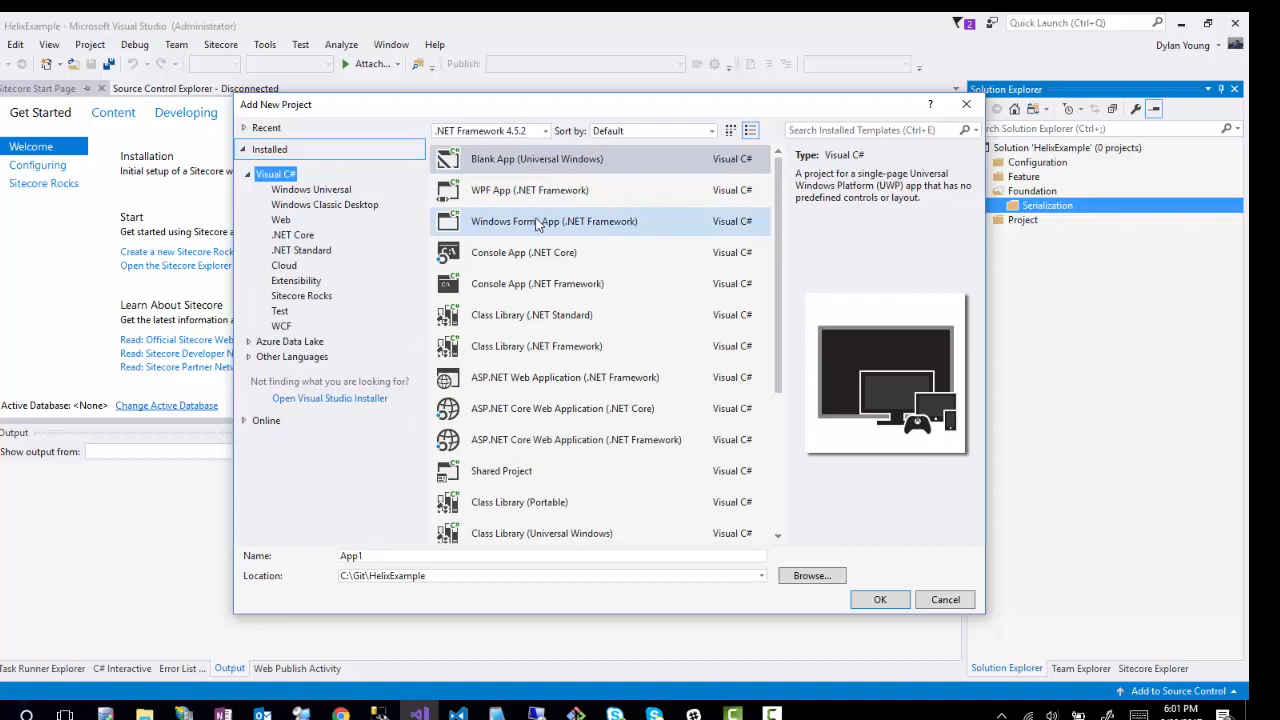 HelixExample - Microsoft Visual Studio (Administrator)
2
Quick Launch (Ctrl+Q)
Edit View Project Debug Team Sitecore Tools Test Analyze Window Help
Dylan Young
Attach...
Publish:
Sitecore Start Page
Source Control Explorer - Disconnected
Get Started Content Developing
Welcome
Configuring
Sitecore Rocks
Installation
Initial setup of a
Start
Get started using Sitecore
Create a new Sitecore Rock
Open the Sitecore Explorer
Learn About Sitecore
Get the latest information
Read: Official Sitecore Web
Read: Sitecore Developer N
Read: Sitecore Partner Netw
Active Database: <None> Change Active Database
Output
Show output from:
Add New Project
?
Recent
Installed
Visual C#
Windows Universal
Windows Classic Desktop
Web
.NET Core
.NET Standard
Cloud
Extensibility
Sitecore Rocks
Test
WCF
Azure Data Lake
Other Languages
Not finding what you are looking for?
Open Visual Studio Installer
Online
.NET Framework 4.5.2
Sort by: Default
Search Installed Templates (Ctrl+E)
Blank App (Universal Windows) Visual C#
WPF App (.NET Framework) Visual C#
Windows Forms App (.NET Framework) Visual C#
Console App (.NET Core) Visual C#
Console App (.NET Framework) Visual C#
Class Library (.NET Standard) Visual C#
Class Library (.NET Framework) Visual C#
ASP.NET Web Application (.NET Framework) Visual C#
ASP.NET Core Web Application (.NET Core) Visual C#
ASP.NET Core Web Application (.NET Framework) Visual C#
Shared Project Visual C#
Class Library (Portable) Visual C#
Class Library (Universal Windows) Visual C#
Type: Visual C#
A project for a single-page Universal
Windows Platform (UWP) app that has no
predefined controls or layout.
Name: App1
Location: C:\Git\HelixExample
Browse...
OK Cancel
Solution Explorer
Search Solution Explorer (Ctrl+;)
Solution 'HelixExample' (0 projects)
Configuration
Feature
Foundation
Serialization
Project
Task Runner Explorer C# Interactive Error List ... Output Web Publish Activity
Solution Explorer Team Explorer Sitecore Explorer
Add to Source Control
6:01 PM